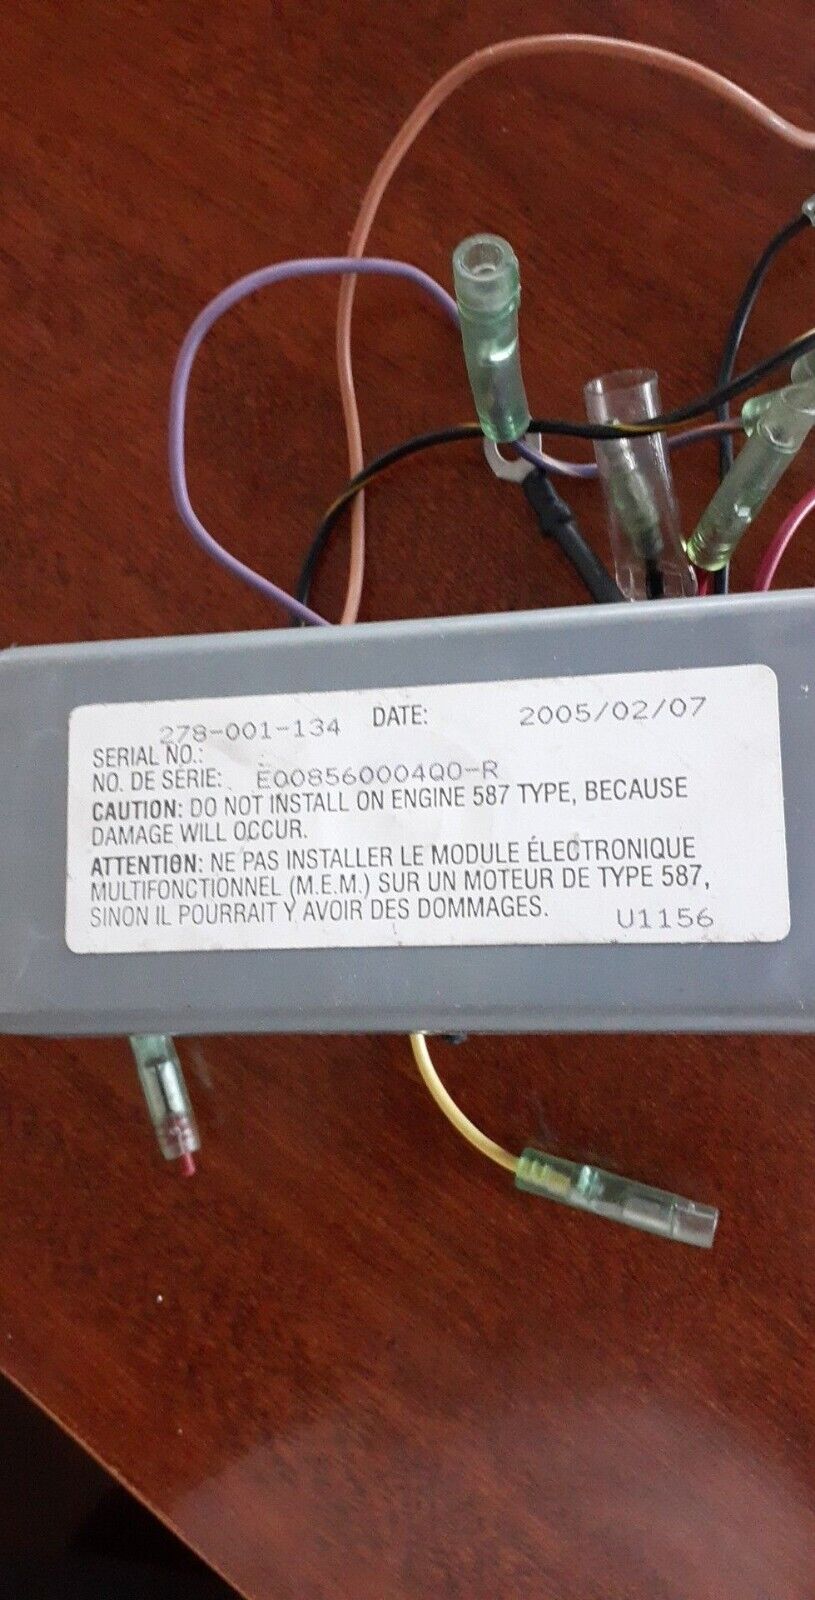 278-001-134 DATE: 2005/02/07
SERIAL NO.:
NO. DE SÉRIE: E00856000400-R
CAUTION: DO NOT INSTALL ON ENGINE 587 TYPE, BECAUSE
DAMAGE WILL OCCUR.
ATTENTION: NE PAS INSTALLER LE MODULE ÉLECTRONIQUE
MULTIFONCTIONNEL (M.E.M.) SUR UN MOTEUR DE TYPE 587,
SINON IL POURRAIT Y AVOIR DES DOMMAGES.
U1156